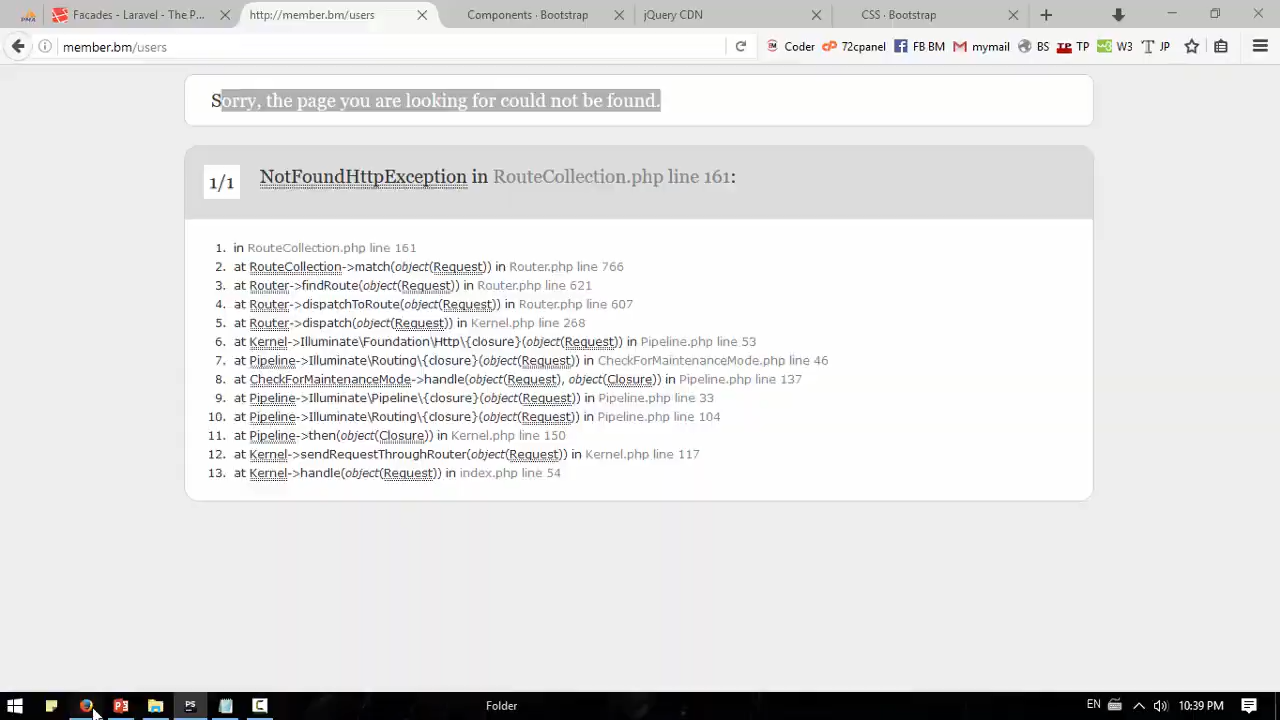 PMA
Facades - Laravel - The P...
http://member.bm/users
Components · Bootstrap
jQuery CDN
CSS · Bootstrap
member.bm/users
Coder
72cpanel
FB BM
mymail
BS
TP
W3
JP
Sorry, the page you are looking for could not be found.
1/1
NotFoundHttpException in RouteCollection.php line 161:
1. in RouteCollection.php line 161
2. at RouteCollection->match(object(Request)) in Router.php line 766
3. at Router->findRoute(object(Request)) in Router.php line 621
4. at Router->dispatchToRoute(object(Request)) in Router.php line 607
5. at Router->dispatch(object(Request)) in Kernel.php line 268
6. at Kernel->Illuminate\Foundation\Http\{closure}(object(Request)) in Pipeline.php line 53
7. at Pipeline->Illuminate\Routing\{closure}(object(Request)) in CheckForMaintenanceMode.php line 46
8. at CheckForMaintenanceMode->handle(object(Request), object(Closure)) in Pipeline.php line 137
9. at Pipeline->Illuminate\Pipeline\{closure}(object(Request)) in Pipeline.php line 33
10. at Pipeline->Illuminate\Routing\{closure}(object(Request)) in Pipeline.php line 104
11. at Pipeline->then(object(Closure)) in Kernel.php line 150
12. at Kernel->sendRequestThroughRouter(object(Request)) in Kernel.php line 117
13. at Kernel->handle(object(Request)) in index.php line 54
PS
Folder
EN
10:39 PM